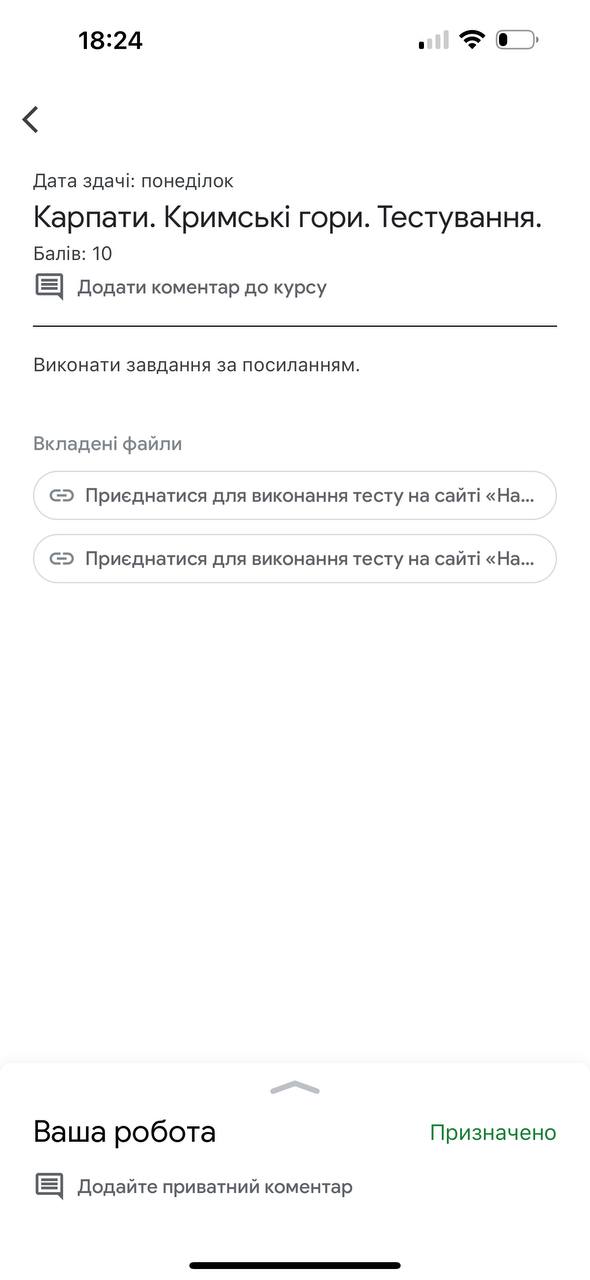 18:24
Дата здачі: понеділок
Карпати. Кримські гори. Тестування.
Балів: 10
Додати коментар до курсу
Виконати завдання за посиланням.
Вкладені файли
Приєднатися для виконання тесту на сайті «На...
Приєднатися для виконання тесту на сайті «На...
Ваша робота
Призначено
Додайте приватний коментар